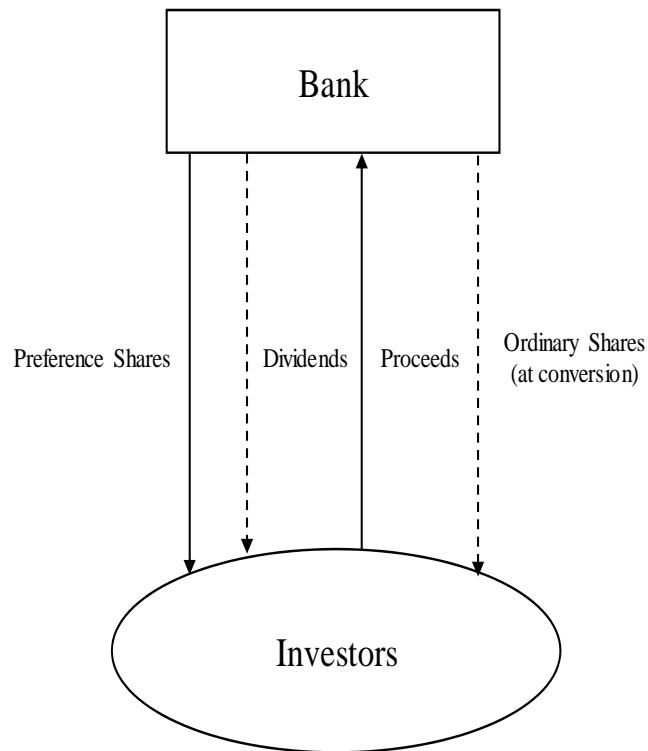 Bank
Preference Shares
Dividends
Proceeds
Ordinary Shares
(at conversion)
Investors